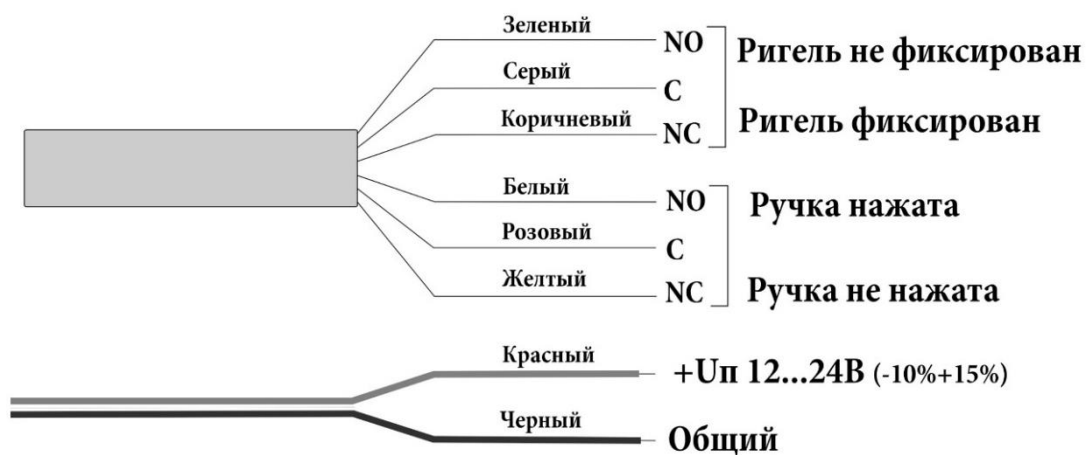 Зеленый NO Ригель не фиксирован
Серый C
Коричневый NC Ригель фиксирован
Белый NO Ручка нажата
Розовый C
Желтый NC Ручка не нажата
Красный +Uп 12...24В (-10%+15%)
Черный Общий